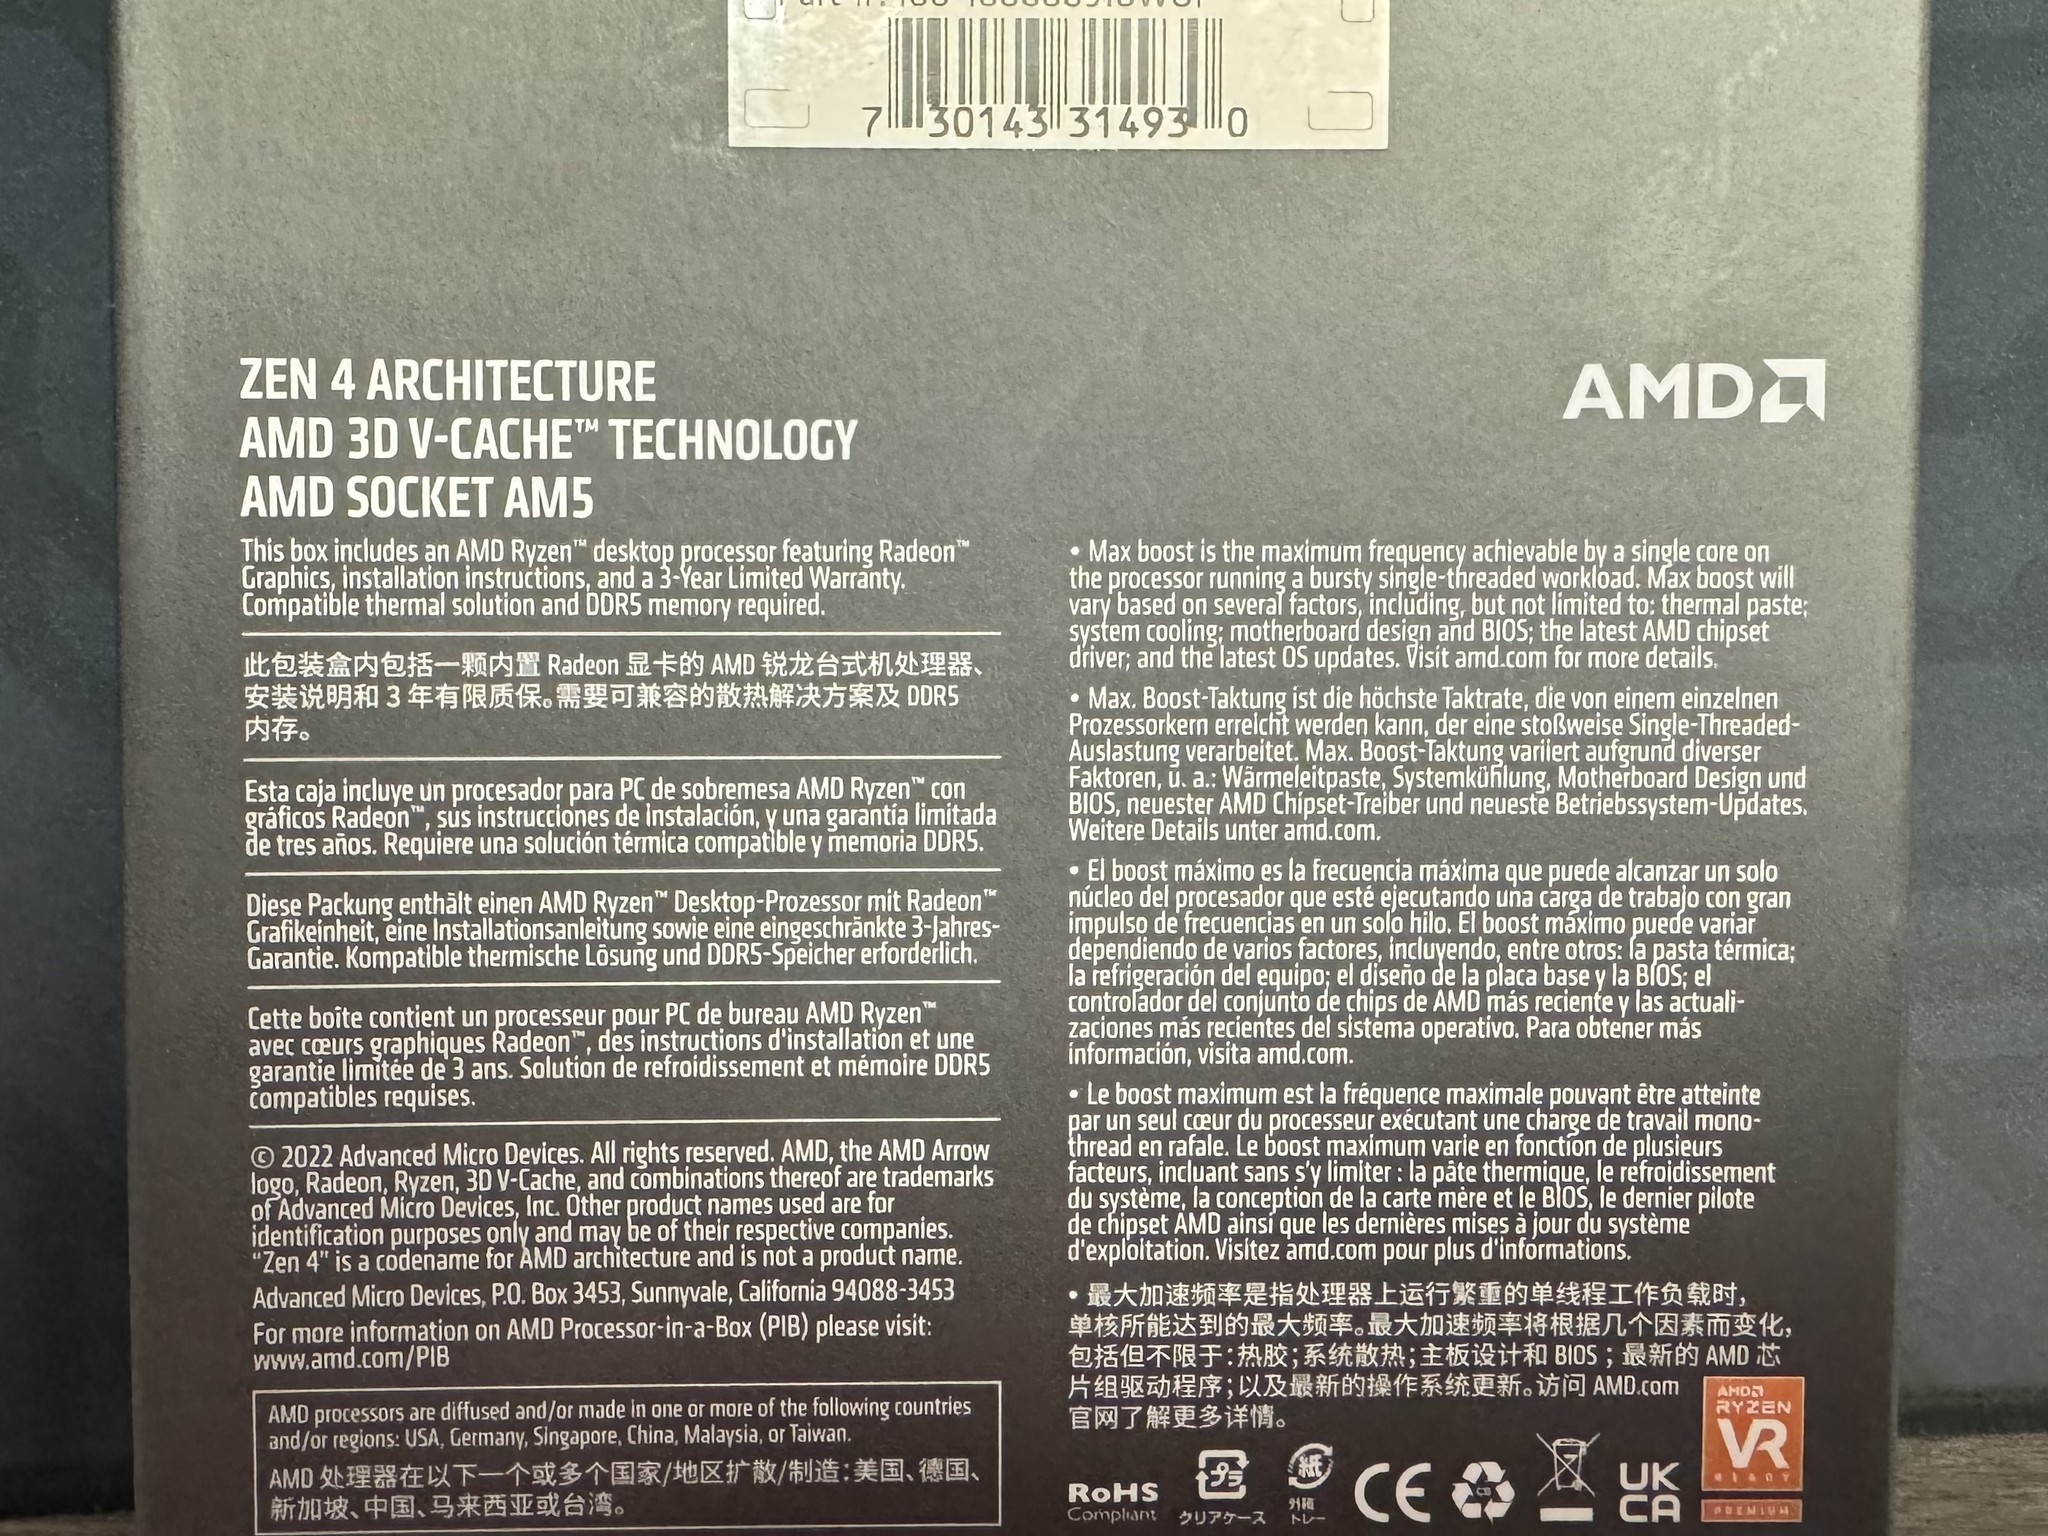 7 30143 31493 0
ZEN 4 ARCHITECTURE
AMD 3D V-CACHE™ TECHNOLOGY
AMD SOCKET AM5
AMD
This box includes an AMD Ryzen™ desktop processor featuring Radeon™
Graphics, installation instructions, and a 3-Year Limited Warranty.
Compatible thermal solution and DDR5 memory required.
此包装盒内包括一颗内置 Radeon 显卡的 AMD 锐龙台式机处理器、
安装说明和 3 年有限质保。需要可兼容的散热解决方案及 DDR5
内存。
Esta caja incluye un procesador para PC de sobremesa AMD Ryzen™ con
gráficos Radeon™, sus instrucciones de instalación, y una garantía limitada
de tres años. Requiere una solución térmica compatible y memoria DDR5.
Diese Packung enthält einen AMD Ryzen™ Desktop-Prozessor mit Radeon™
Grafikeinheit, eine Installationsanleitung sowie eine eingeschränkte 3-Jahres-
Garantie. Kompatible thermische Lösung und DDR5-Speicher erforderlich.
Cette boîte contient un processeur pour PC de bureau AMD Ryzen™
avec cœurs graphiques Radeon™, des instructions d'installation et une
garantie limitée de 3 ans. Solution de refroidissement et mémoire DDR5
compatibles requises.
© 2022 Advanced Micro Devices. All rights reserved. AMD, the AMD Arrow
logo, Radeon, Ryzen, 3D V-Cache, and combinations thereof are trademarks
of Advanced Micro Devices, Inc. Other product names used are for
identification purposes only and may be of their respective companies.
“Zen 4” is a codename for AMD architecture and is not a product name.
Advanced Micro Devices, P.O. Box 3453, Sunnyvale, California 94088-3453
For more information on AMD Processor-in-a-Box (PIB) please visit:
www.amd.com/PIB
AMD processors are diffused and/or made in one or more of the following countries
and/or regions: USA, Germany, Singapore, China, Malaysia, or Taiwan.
AMD 处理器在以下一个或多个国家/地区扩散/制造：美国、德国、
新加坡、中国、马来西亚或台湾。
• Max boost is the maximum frequency achievable by a single core on
the processor running a bursty single-threaded workload. Max boost will
vary based on several factors, including, but not limited to: thermal paste;
system cooling; motherboard design and BIOS; the latest AMD chipset
driver; and the latest OS updates. Visit amd.com for more details.
• Max. Boost-Taktung ist die höchste Taktrate, die von einem einzelnen
Prozessorkern erreicht werden kann, der eine stoßweise Single-Threaded-
Auslastung verarbeitet. Max. Boost-Taktung variiert aufgrund diverser
Faktoren, u. a.: Wärmeleitpaste, Systemkühlung, Motherboard Design und
BIOS, neuester AMD Chipset-Treiber und neueste Betriebssystem-Updates.
Weitere Details unter amd.com.
• El boost máximo es la frecuencia máxima que puede alcanzar un solo
núcleo del procesador que esté ejecutando una carga de trabajo con gran
impulso de frecuencias en un solo hilo. El boost máximo puede variar
dependiendo de varios factores, incluyendo, entre otros: la pasta térmica;
la refrigeración del equipo; el diseño de la placa base y la BIOS; el
controlador del conjunto de chips de AMD más reciente y las actuali-
zaciones más recientes del sistema operativo. Para obtener más
información, visita amd.com.
• Le boost maximum est la fréquence maximale pouvant être atteinte
par un seul cœur du processeur exécutant une charge de travail mono-
thread en rafale. Le boost maximum varie en fonction de plusieurs
facteurs, incluant sans s'y limiter : la pâte thermique, le refroidissement
du système, la conception de la carte mère et le BIOS, le dernier pilote
de chipset AMD ainsi que les dernières mises à jour du système
d'exploitation. Visitez amd.com pour plus d'informations.
• 最大加速频率是指处理器上运行繁重的单线程工作负载时，
单核所能达到的最大频率。最大加速频率将根据几个因素而变化，
包括但不限于：热胶；系统散热；主板设计和 BIOS；最新的 AMD 芯
片组驱动程序；以及最新的操作系统更新。访问 AMD.com
官网了解更多详情。
RoHS
Compliant
プラ
クリアケース
紙
外箱
トレー
CE
UK
CA
AMD
RYZEN
VR
READY
PREMIUM